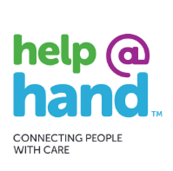 help @
hand™
CONNECTING PEOPLE
WITH CARE